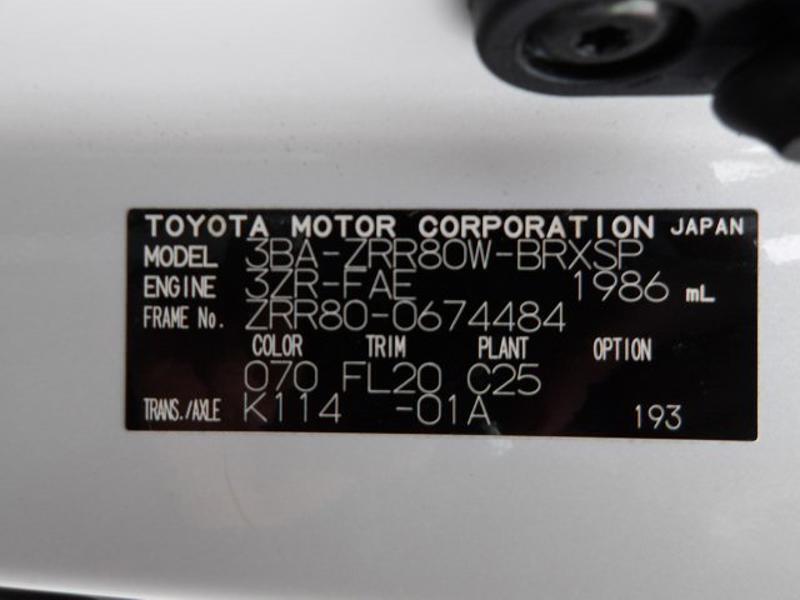 TOYOTA MOTOR CORPORATION JAPAN
MODEL 3BA-ZRR80W-BRXSP
ENGINE 3ZR-FAE 1986 mL
FRAME No. ZRR80-0674484
COLOR TRIM PLANT OPTION
070 FL20 C25
TRANS./AXLE K114 -01A 193